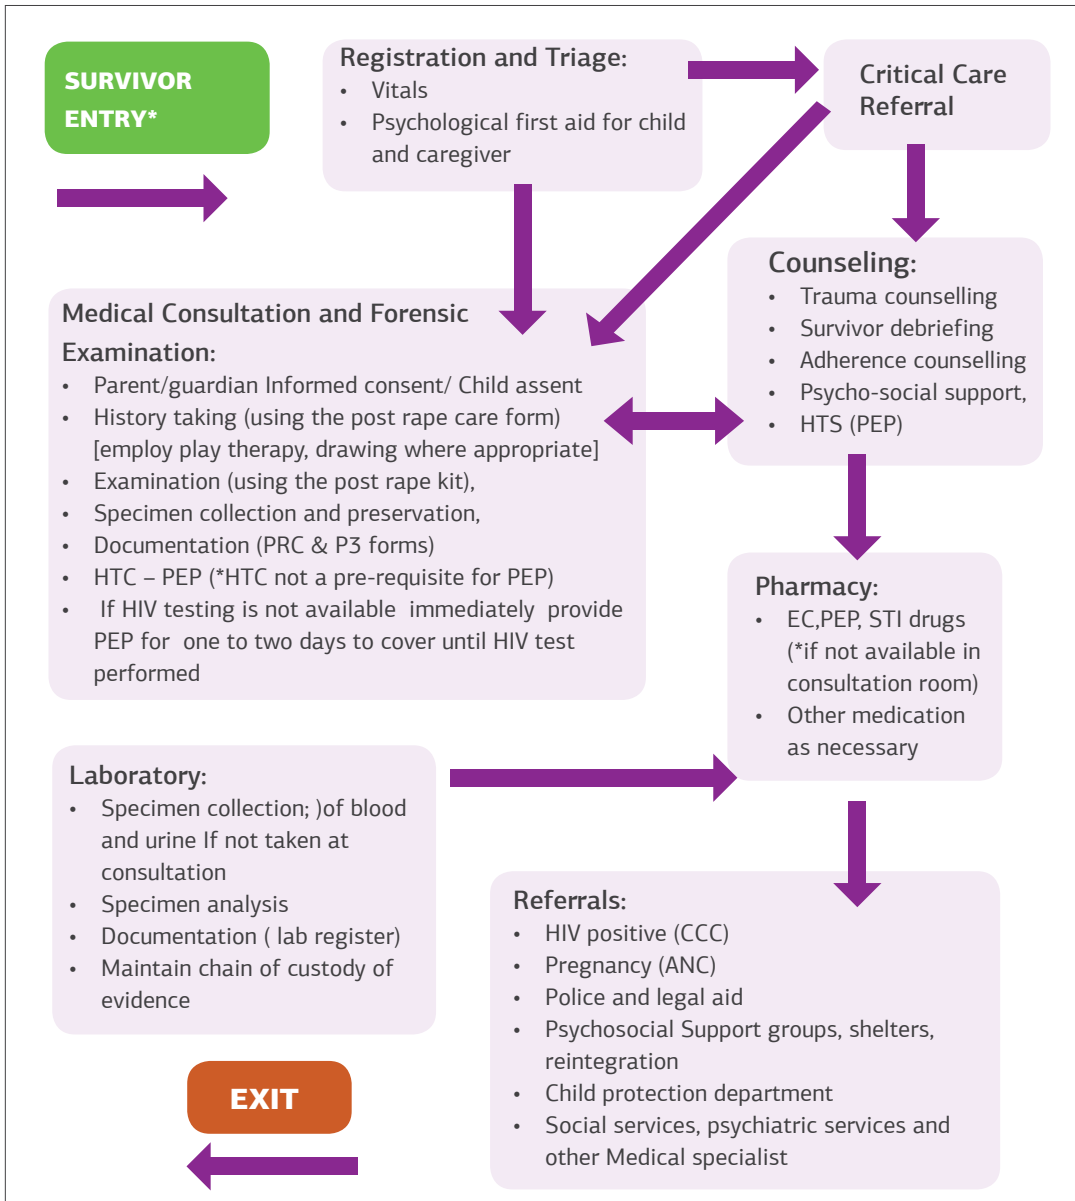 SURVIVOR
ENTRY*
Registration and Triage:
• Vitals
• Psychological first aid for child
and caregiver
Critical Care
Referral
Medical Consultation and Forensic
Examination:
• Parent/guardian Informed consent/ Child assent
• History taking (using the post rape care form)
[employ play therapy, drawing where appropriate]
• Examination (using the post rape kit),
• Specimen collection and preservation,
• Documentation (PRC & P3 forms)
• HTC – PEP (*HTC not a pre-requisite for PEP)
• If HIV testing is not available immediately provide
PEP for one to two days to cover until HIV test
performed
Counseling:
• Trauma counselling
• Survivor debriefing
• Adherence counselling
• Psycho-social support,
• HTS (PEP)
Pharmacy:
• EC,PEP, STI drugs
(*if not available in
consultation room)
• Other medication
as necessary
Laboratory:
• Specimen collection; )of blood
and urine If not taken at
consultation
• Specimen analysis
• Documentation ( lab register)
• Maintain chain of custody of
evidence
Referrals:
• HIV positive (CCC)
• Pregnancy (ANC)
• Police and legal aid
• Psychosocial Support groups, shelters,
reintegration
• Child protection department
• Social services, psychiatric services and
other Medical specialist
EXIT